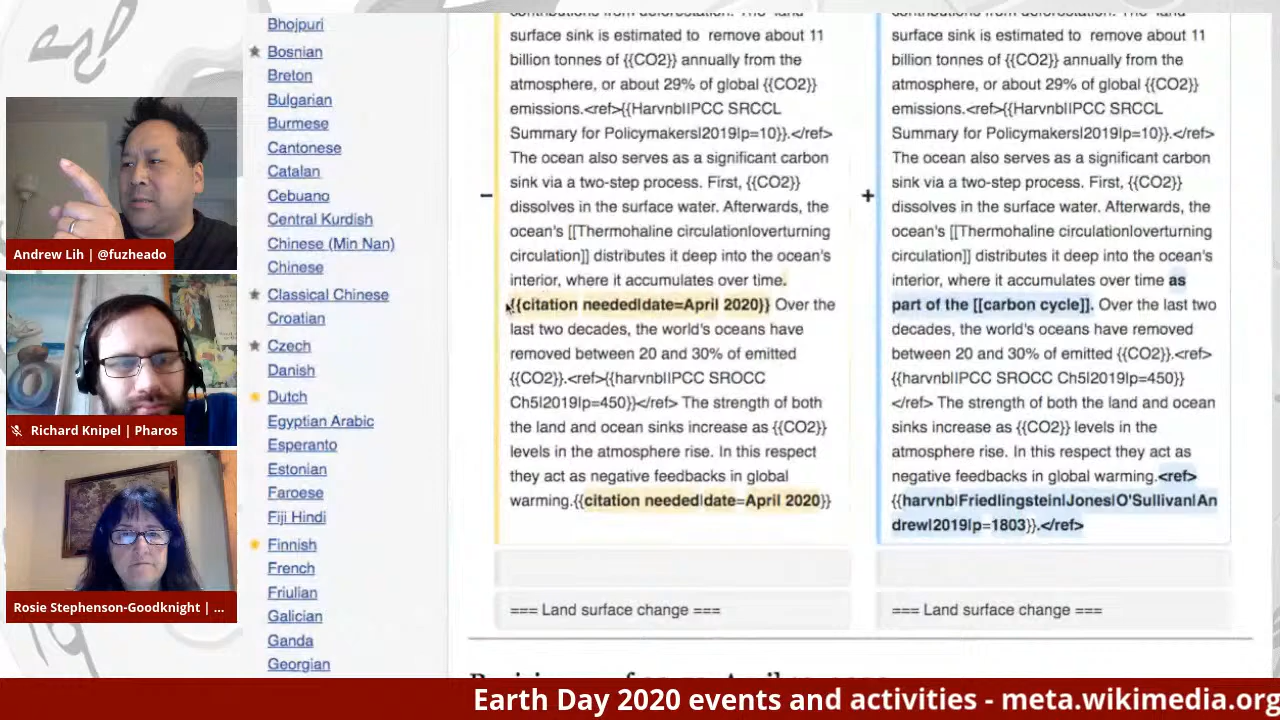 Andrew Lih | @fuzheado
Richard Knipel | Pharos
Rosie Stephenson-Goodknight | ...
Bhojpuri
Bosnian
Breton
Bulgarian
Burmese
Cantonese
Catalan
Cebuano
Central Kurdish
Chinese (Min Nan)
Chinese
Classical Chinese
Croatian
Czech
Danish
Dutch
Egyptian Arabic
Esperanto
Estonian
Faroese
Fiji Hindi
Finnish
French
Friulian
Galician
Ganda
Georgian
contributions from deforestation. The land
surface sink is estimated to remove about 11
billion tonnes of {{CO2}} annually from the
atmosphere, or about 29% of global {{CO2}}
emissions.<ref>{{Harvnb|IPCC SRCCL
Summary for Policymakers|2019|p=10}}.</ref>
The ocean also serves as a significant carbon
sink via a two-step process. First, {{CO2}}
− dissolves in the surface water. Afterwards, the
ocean's [[Thermohaline circulation|overturning
circulation]] distributes it deep into the ocean's
interior, where it accumulates over time.
{{citation needed|date=April 2020}} Over the
last two decades, the world's oceans have
removed between 20 and 30% of emitted
{{CO2}}.<ref>{{harvnb|IPCC SROCC
Ch5|2019|p=450}}</ref> The strength of both
the land and ocean sinks increase as {{CO2}}
levels in the atmosphere rise. In this respect
they act as negative feedbacks in global
warming.{{citation needed|date=April 2020}}
=== Land surface change ===
contributions from deforestation. The land
surface sink is estimated to remove about 11
billion tonnes of {{CO2}} annually from the
atmosphere, or about 29% of global {{CO2}}
emissions.<ref>{{Harvnb|IPCC SRCCL
Summary for Policymakers|2019|p=10}}.</ref>
The ocean also serves as a significant carbon
sink via a two-step process. First, {{CO2}}
+ dissolves in the surface water. Afterwards, the
ocean's [[Thermohaline circulation|overturning
circulation]] distributes it deep into the ocean's
interior, where it accumulates over time as
part of the [[carbon cycle]]. Over the last two
decades, the world's oceans have removed
between 20 and 30% of emitted {{CO2}}.<ref>
{{harvnb|IPCC SROCC Ch5|2019|p=450}}
</ref> The strength of both the land and ocean
sinks increase as {{CO2}} levels in the
atmosphere rise. In this respect they act as
negative feedbacks in global warming.<ref>
{{harvnb|Friedlingstein|Jones|O'Sullivan|An
drew|2019|p=1803}}.</ref>
=== Land surface change ===
Earth Day 2020 events and activities - meta.wikimedia.org